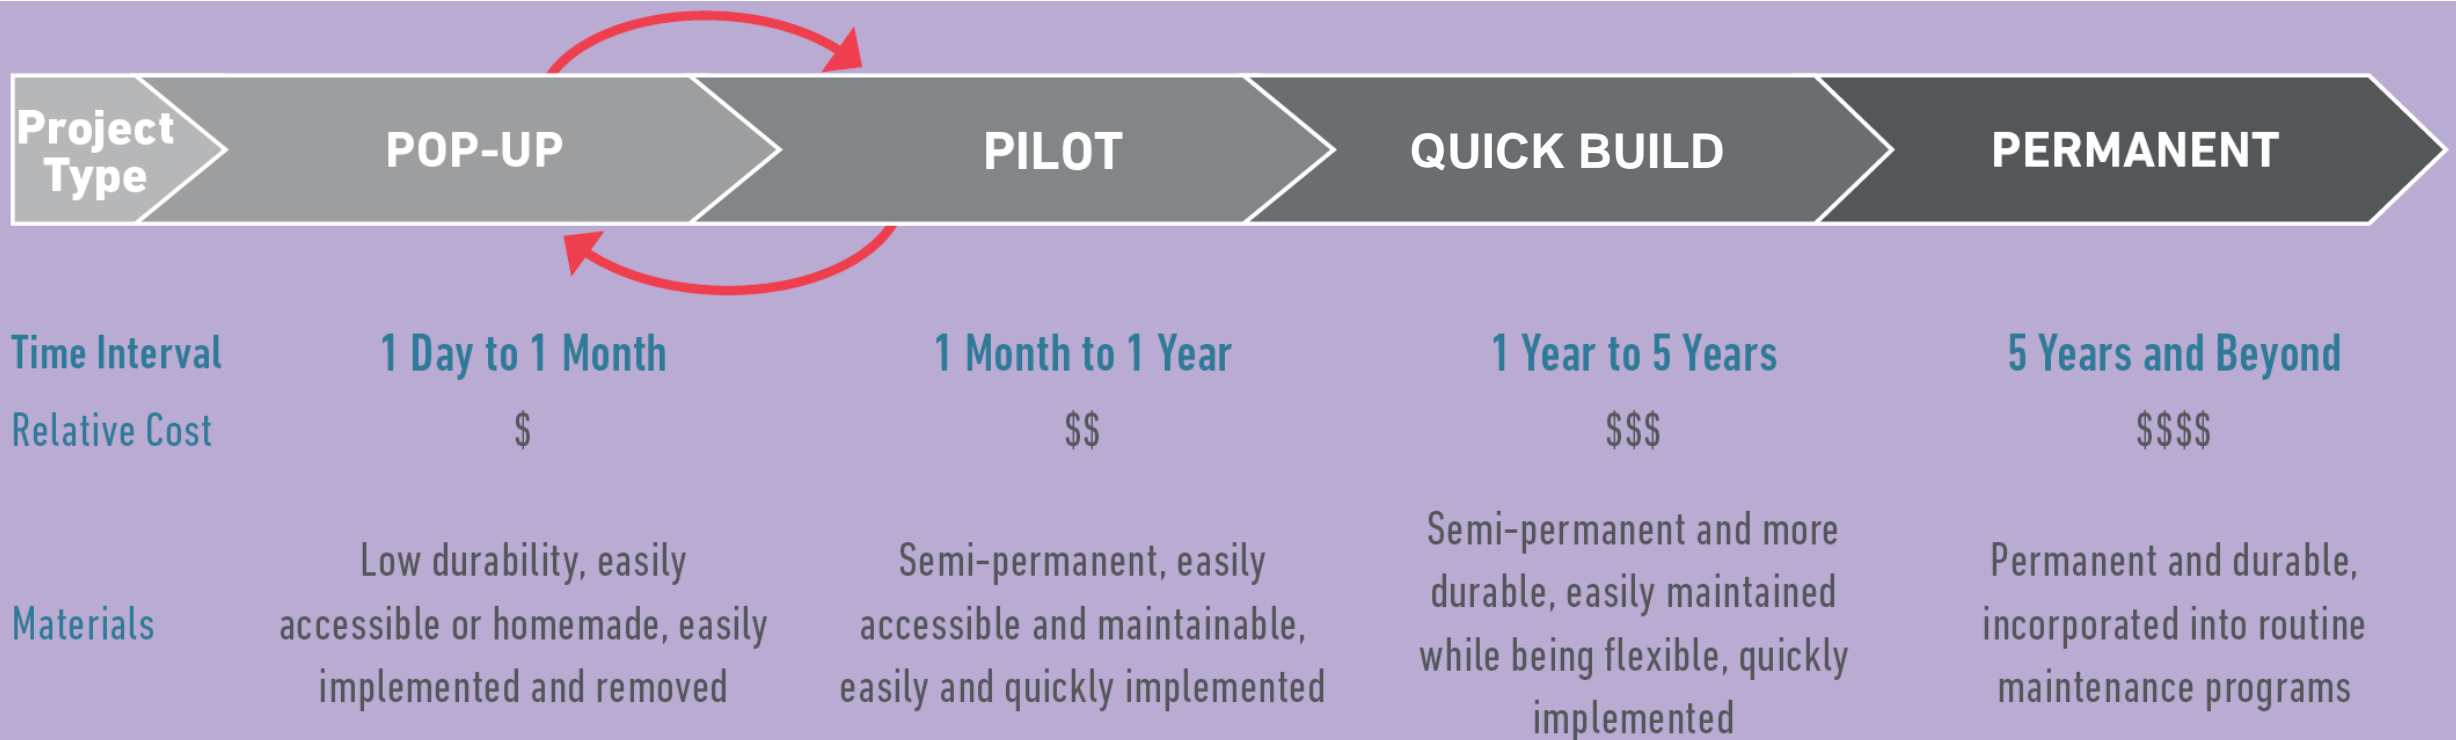 Project
Type
POP-UP
PILOT
QUICK BUILD
PERMANENT
Time Interval
1 Day to 1 Month
1 Month to 1 Year
1 Year to 5 Years
5 Years and Beyond
Relative Cost
$
$$
$$$
$$$$
Materials
Low durability, easily
accessible or homemade, easily
implemented and removed
Semi-permanent, easily
accessible and maintainable,
easily and quickly implemented
Semi-permanent and more
durable, easily maintained
while being flexible, quickly
implemented
Permanent and durable,
incorporated into routine
maintenance programs